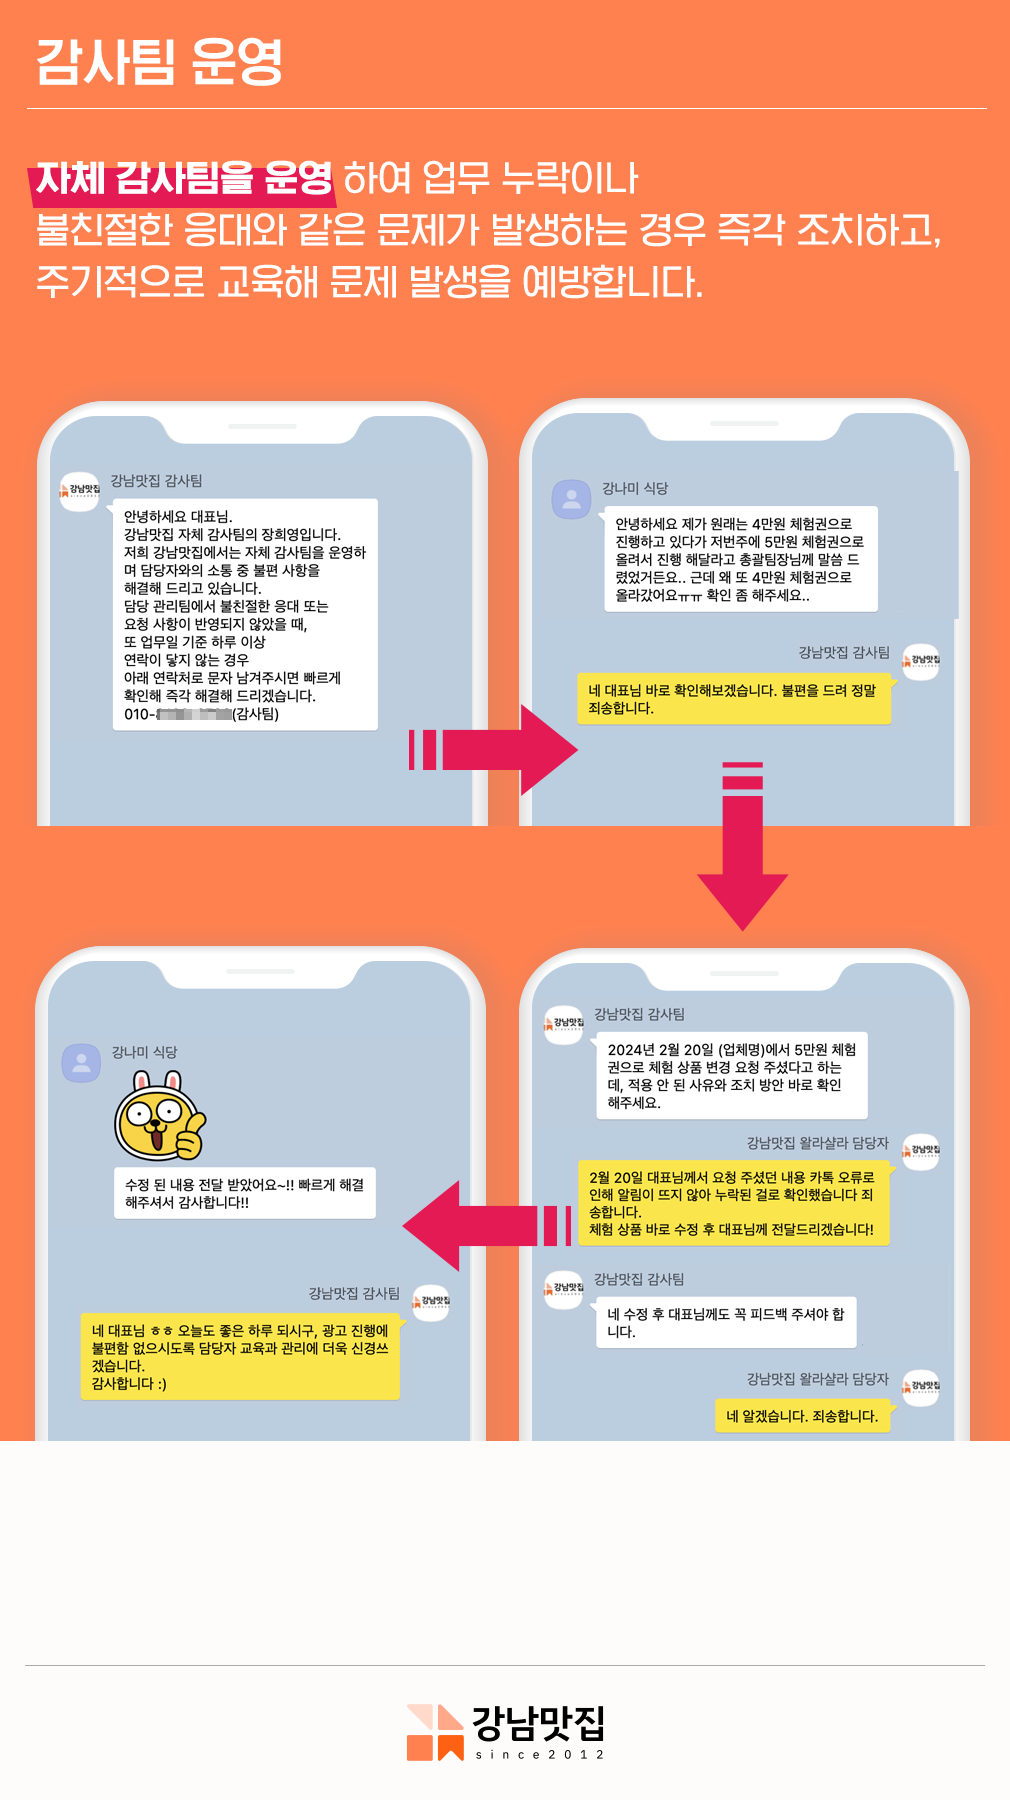 감사팀 운영
자체 감사팀을 운영 하여 업무 누락이나
불친절한 응대와 같은 문제가 발생하는 경우 즉각 조치하고,
주기적으로 교육해 문제 발생을 예방합니다.
강남맛집
강남맛집 감사팀
안녕하세요 대표님.
강남맛집 자체 감사팀의 장희영입니다.
저희 강남맛집에서는 자체 감사팀을 운영하
며 담당자와의 소통 중 불편 사항을
해결해 드리고 있습니다.
담당 관리팀에서 불친절한 응대 또는
요청 사항이 반영되지 않았을 때,
또 업무일 기준 하루 이상
연락이 닿지 않는 경우
아래 연락처로 문자 남겨주시면 빠르게
확인해 즉각 해결해 드리겠습니다.
010-(감사팀)
강나미 식당
안녕하세요 제가 원래는 4만원 체험권으로
진행하고 있다가 저번주에 5만원 체험권으로
올려서 진행 해달라고 총괄팀장님께 말씀 드
렸었거든요.. 근데 왜 또 4만원 체험권으로
올라갔어요ㅠㅠ 확인 좀 해주세요..
강남맛집 감사팀
강남맛집
네 대표님 바로 확인해보겠습니다. 불편을 드려 정말
죄송합니다.
강남맛집
강남맛집 감사팀
2024년 2월 20일 (업체명)에서 5만원 체험
권으로 체험 상품 변경 요청 주셨다고 하는
데, 적용 안 된 사유와 조치 방안 바로 확인
해주세요.
강남맛집 왈라샬라 담당자
강남맛집
2월 20일 대표님께서 요청 주셨던 내용 카톡 오류로
인해 알림이 뜨지 않아 누락된 걸로 확인했습니다 죄
송합니다.
체험 상품 바로 수정 후 대표님께 전달드리겠습니다!
강남맛집
강남맛집 감사팀
네 수정 후 대표님께도 꼭 피드백 주셔야 합
니다.
강남맛집 왈라샬라 담당자
강남맛집
네 알겠습니다. 죄송합니다.
강나미 식당
수정 된 내용 전달 받았어요~!! 빠르게 해결
해주셔서 감사합니다!!
강남맛집 감사팀
강남맛집
네 대표님 ㅎㅎ 오늘도 좋은 하루 되시구, 광고 진행에
불편함 없으시도록 담당자 교육과 관리에 더욱 신경쓰
겠습니다.
감사합니다 :)
강남맛집
since2012